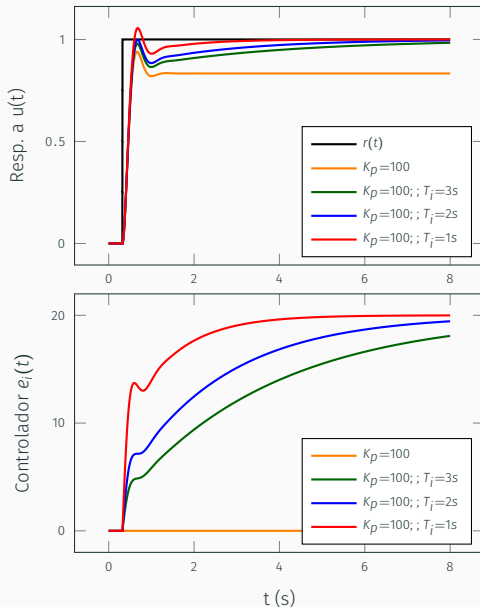 Resp. a u(t)
1
0.5
0
r(t)
Kp=100
Kp=100; ; Ti=3s
Kp=100; ; Ti=2s
Kp=100; ; Ti=1s
0 2 4 6 8
Controlador ei(t)
20
10
0
Kp=100
Kp=100; ; Ti=3s
Kp=100; ; Ti=2s
Kp=100; ; Ti=1s
0 2 4 6 8
t (s)